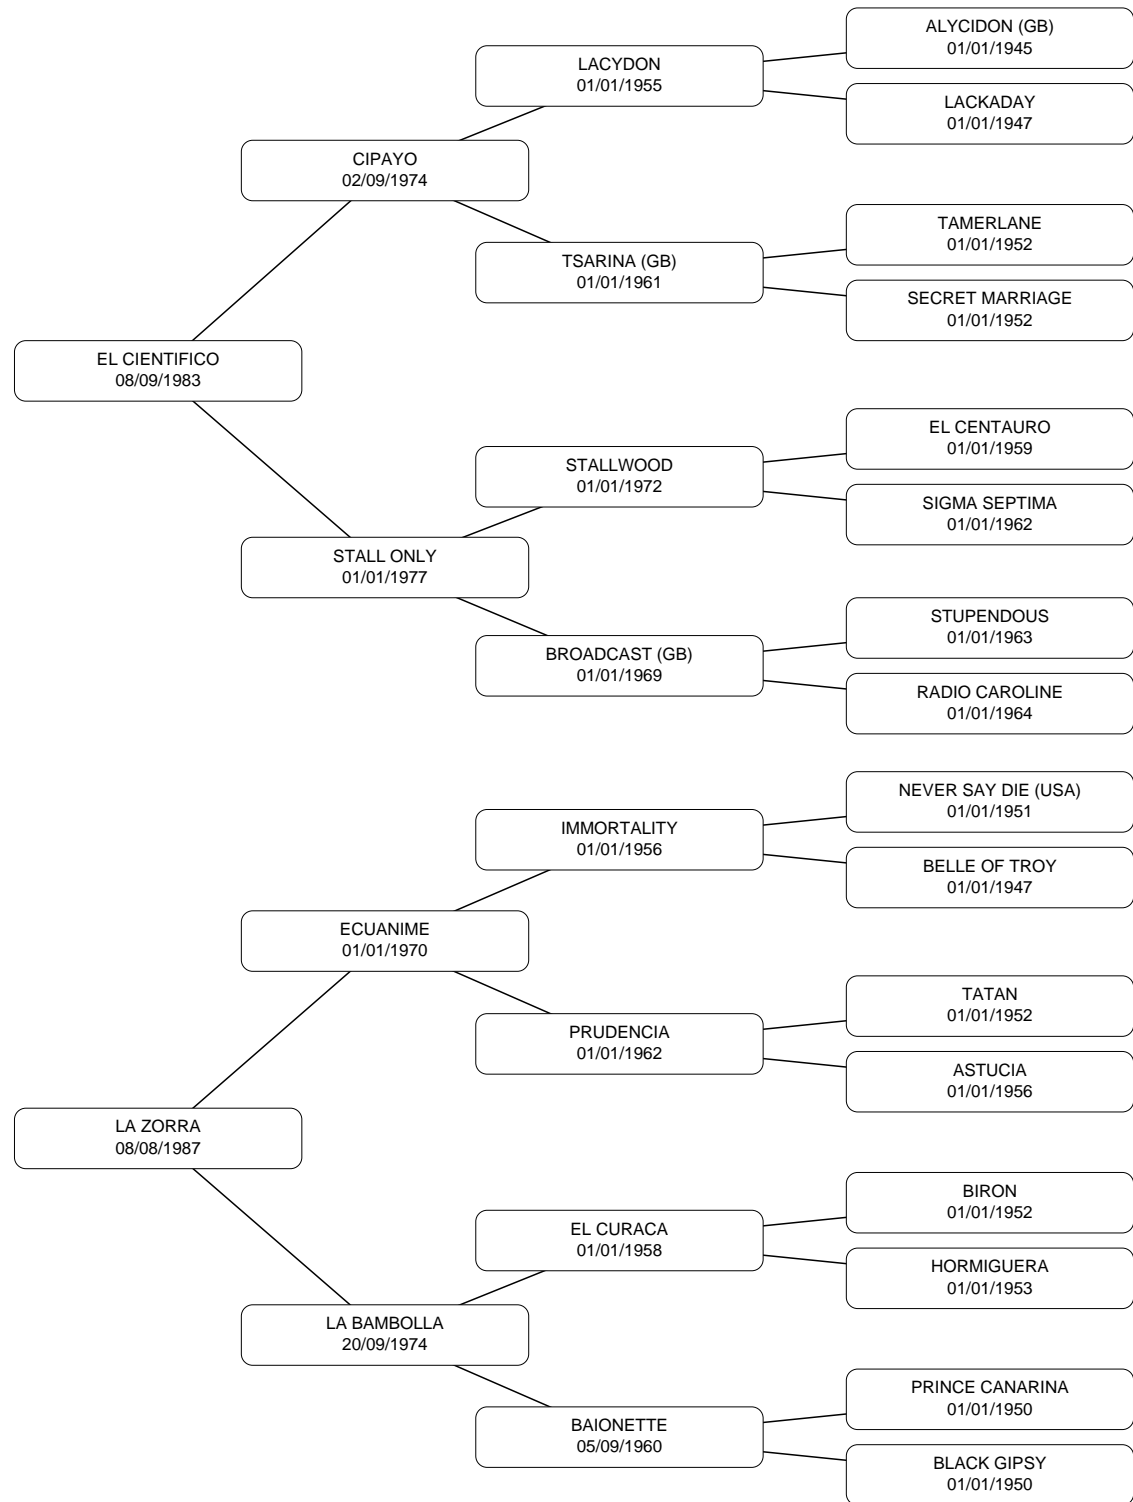 ALYCIDON (GB)
01/01/1945
LACYDON
01/01/1955
LACKADAY
01/01/1947
CIPAYO
02/09/1974
TAMERLANE
01/01/1952
TSARINA (GB)
01/01/1961
SECRET MARRIAGE
01/01/1952
EL CIENTIFICO
08/09/1983
EL CENTAURO
01/01/1959
STALLWOOD
01/01/1972
SIGMA SEPTIMA
01/01/1962
STALL ONLY
01/01/1977
STUPENDOUS
01/01/1963
BROADCAST (GB)
01/01/1969
RADIO CAROLINE
01/01/1964
NEVER SAY DIE (USA)
01/01/1951
IMMORTALITY
01/01/1956
BELLE OF TROY
01/01/1947
ECUANIME
01/01/1970
TATAN
01/01/1952
PRUDENCIA
01/01/1962
ASTUCIA
01/01/1956
LA ZORRA
08/08/1987
BIRON
01/01/1952
EL CURACA
01/01/1958
HORMIGUERA
01/01/1953
LA BAMBOLLA
20/09/1974
PRINCE CANARINA
01/01/1950
BAIONETTE
05/09/1960
BLACK GIPSY
01/01/1950